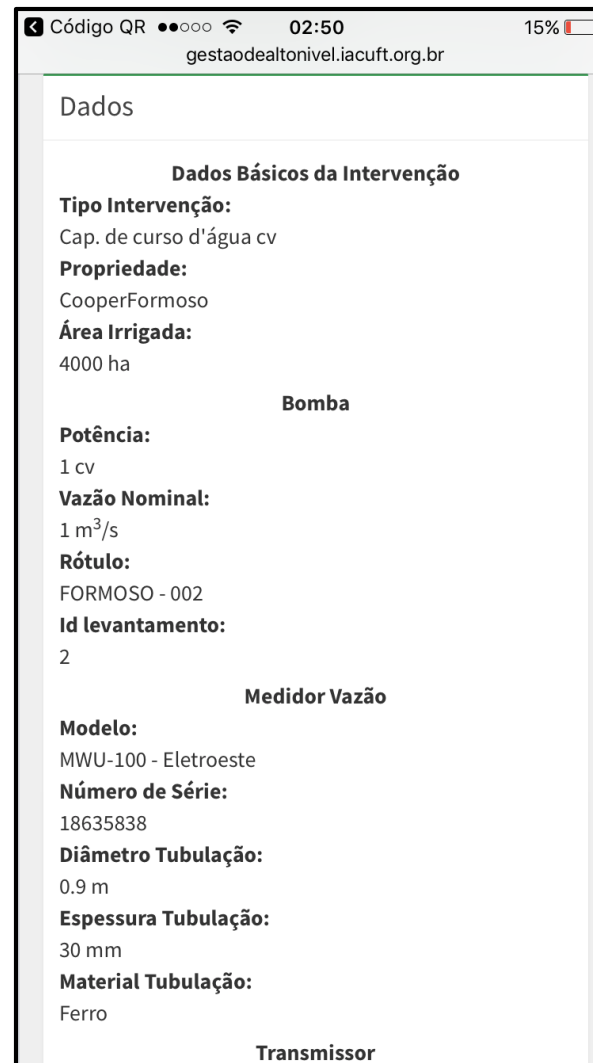 Código QR 02:50 15%
gestaodealtonivel.iacuft.org.br
Dados
Dados Básicos da Intervenção
Tipo Intervenção:
Cap. de curso d'água cv
Propriedade:
CooperFormoso
Área Irrigada:
4000 ha
Bomba
Potência:
1 cv
Vazão Nominal:
1 m³/s
Rótulo:
FORMOSO - 002
Id levantamento:
2
Medidor Vazão
Modelo:
MWU-100 - Eletroeste
Número de Série:
18635838
Diâmetro Tubulação:
0.9 m
Espessura Tubulação:
30 mm
Material Tubulação:
Ferro
Transmissor